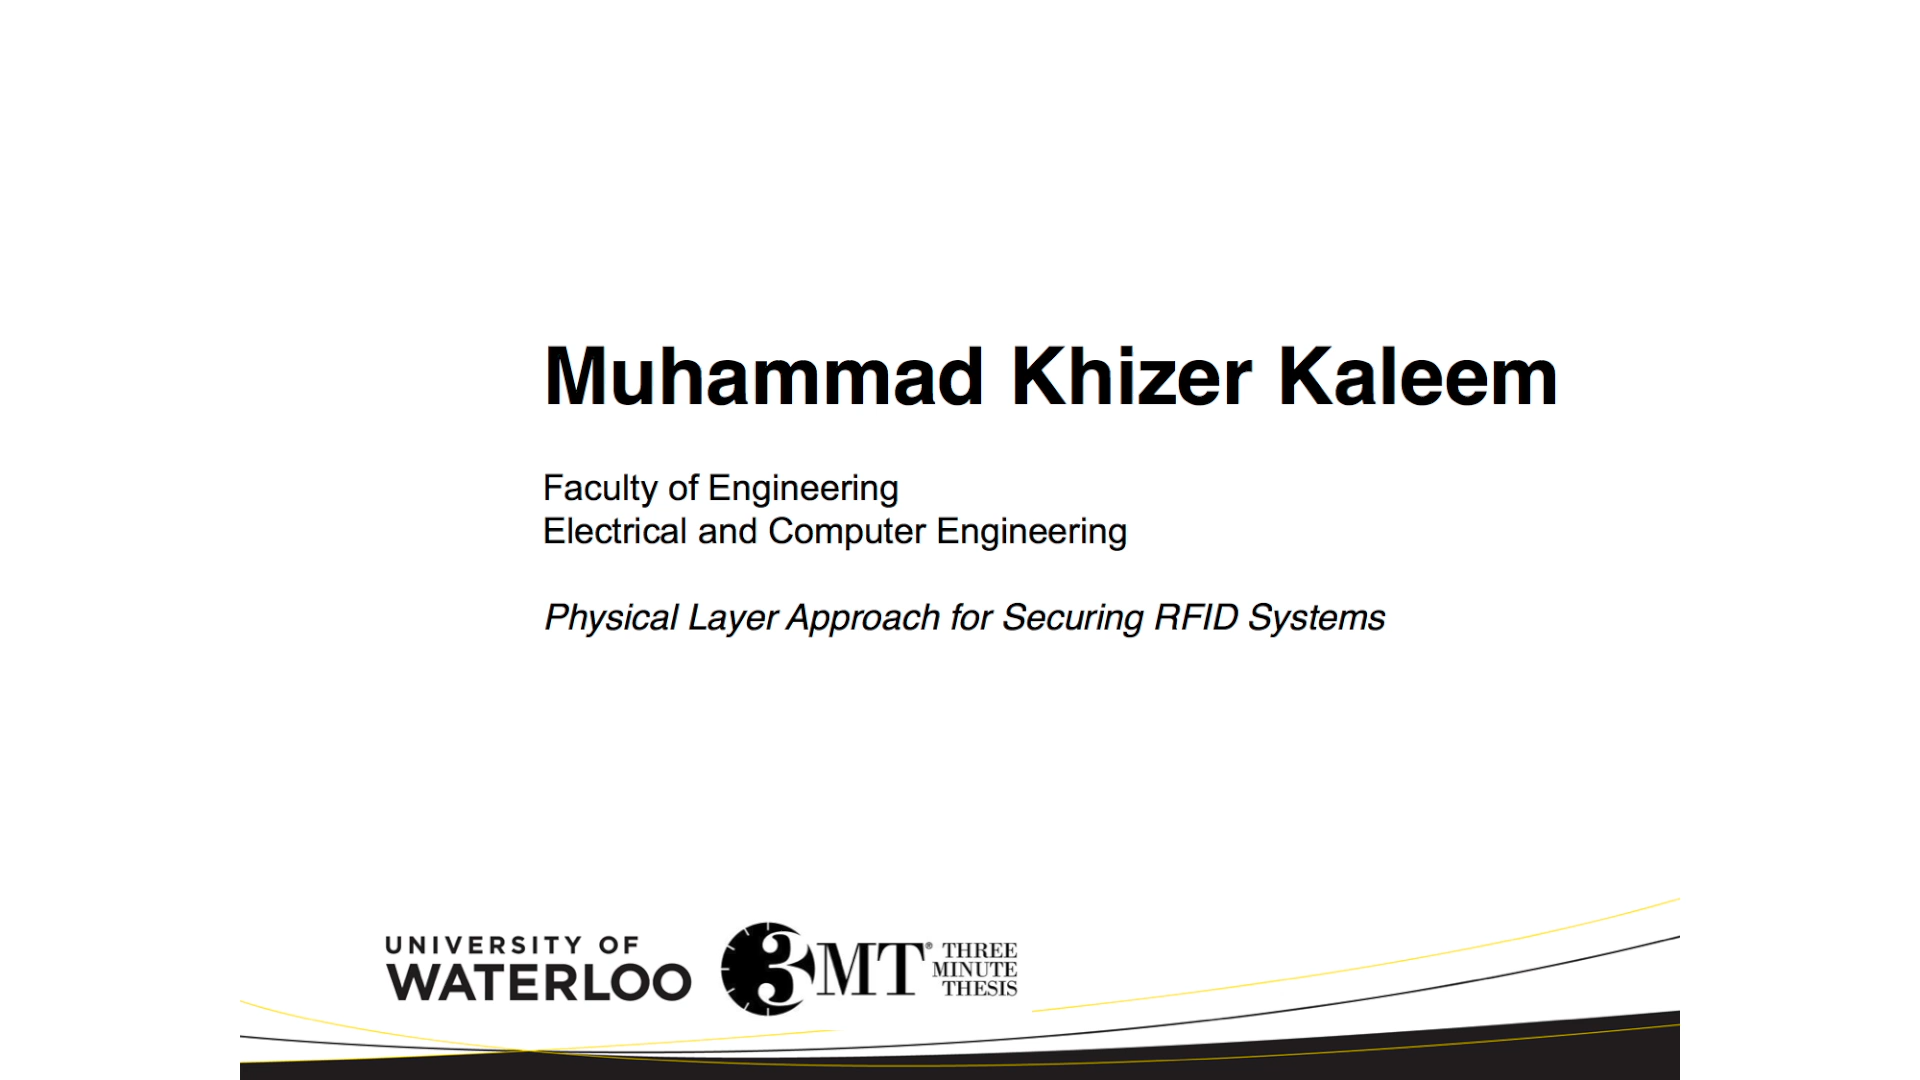 Muhammad Khizer Kaleem
Faculty of Engineering
Electrical and Computer Engineering
Physical Layer Approach for Securing RFID Systems
UNIVERSITY OF
WATERLOO
3MT®
THREE
MINUTE
THESIS